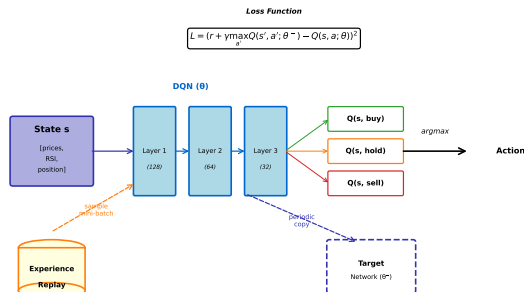 Loss Function
L = (r + γ max_{a'} Q(s', a'; θ⁻) − Q(s, a; θ))²
DQN (θ)
State s
[prices,
RSI,
position]
Layer 1
(128)
Layer 2
(64)
Layer 3
(32)
Q(s, buy)
Q(s, hold)
Q(s, sell)
argmax
Action
sample
mini-batch
periodic
copy
Experience
Replay
Target
Network (θ⁻)